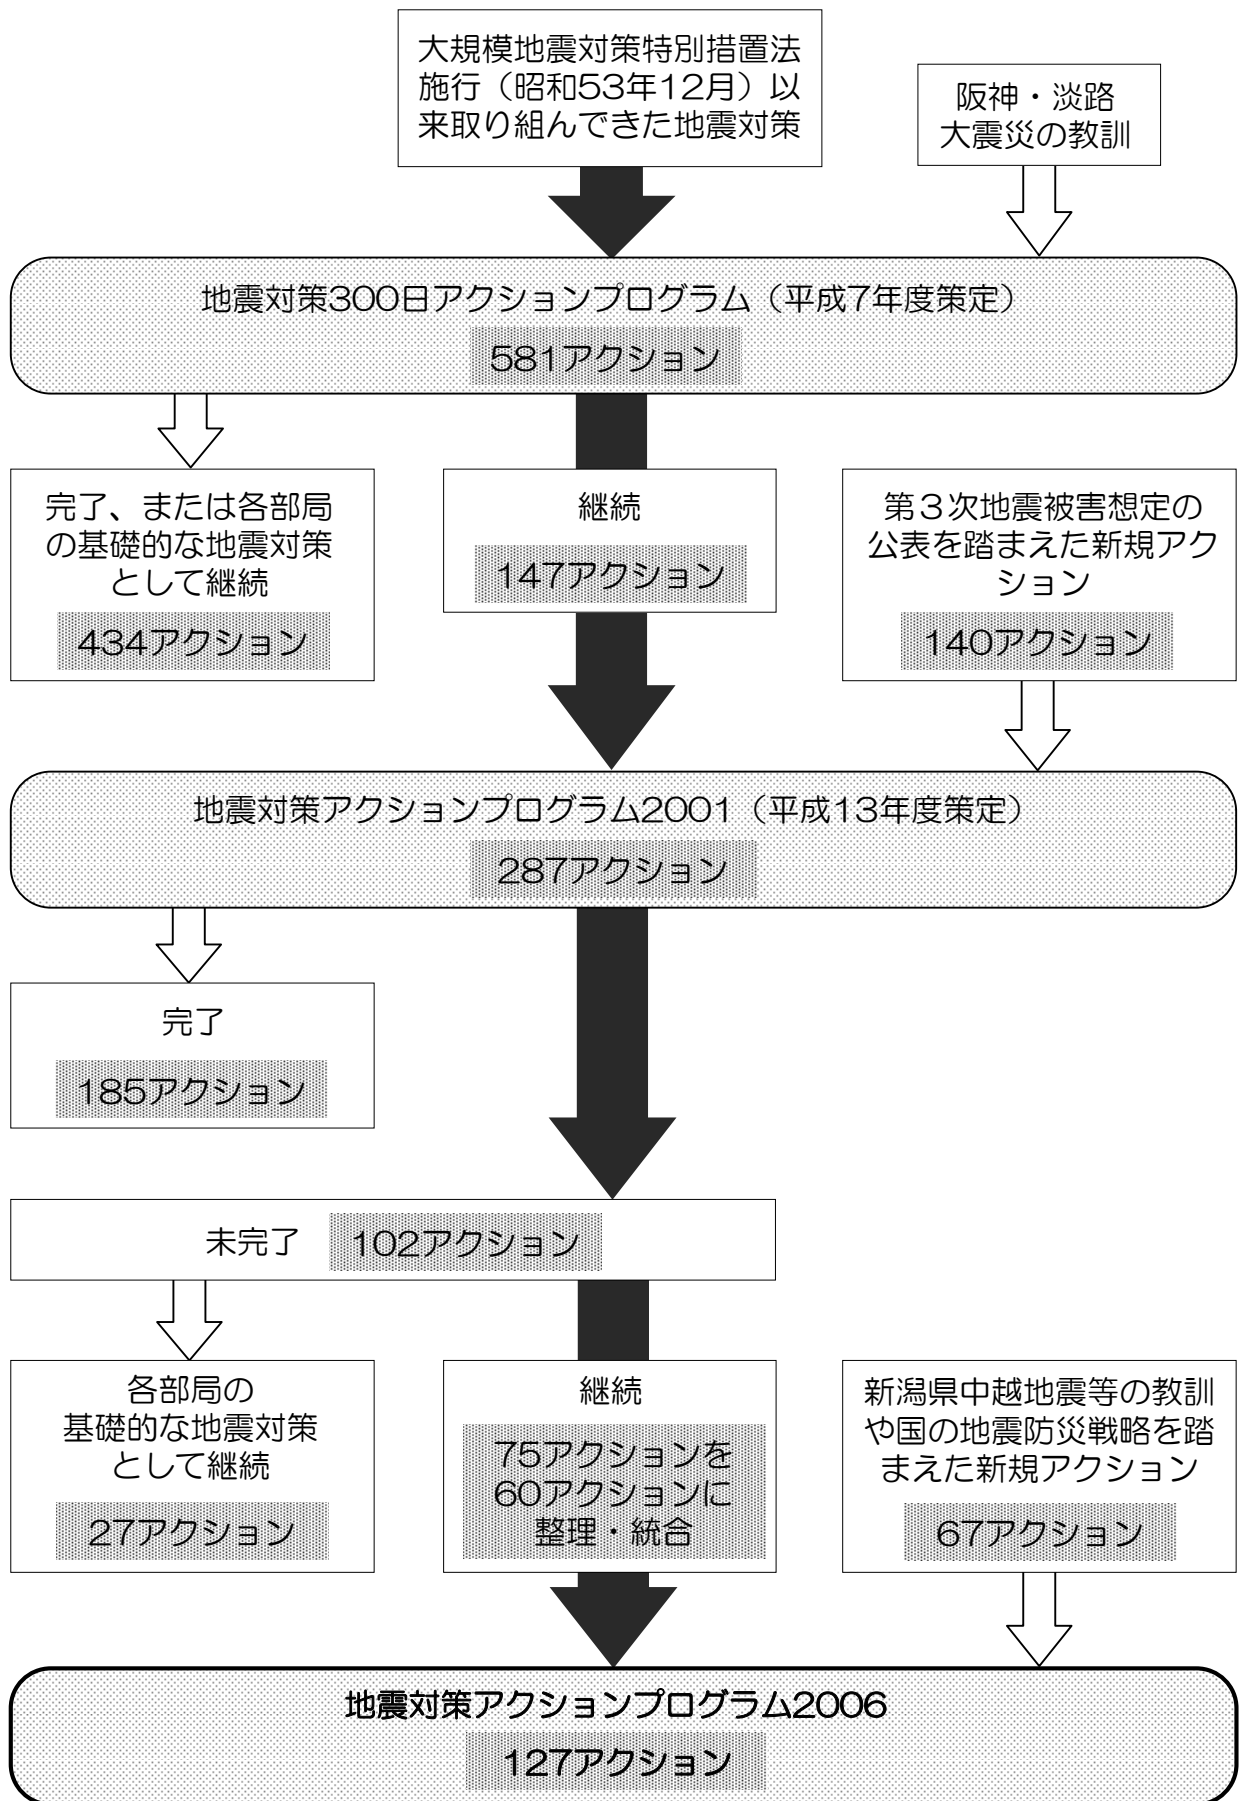 大規模地震対策特別措置法
施行（昭和53年12月）以
来取り組んできた地震対策
阪神・淡路
大震災の教訓
地震対策300日アクションプログラム（平成7年度策定）
581アクション
完了、または各部局
の基礎的な地震対策
として継続
434アクション
継続
147アクション
第３次地震被害想定の
公表を踏まえた新規アク
ション
140アクション
地震対策アクションプログラム2001（平成13年度策定）
287アクション
完了
185アクション
未完了 102アクション
各部局の
基礎的な地震対策
として継続
27アクション
継続
75アクションを
60アクションに
整理・統合
新潟県中越地震等の教訓
や国の地震防災戦略を踏
まえた新規アクション
67アクション
地震対策アクションプログラム2006
127アクション